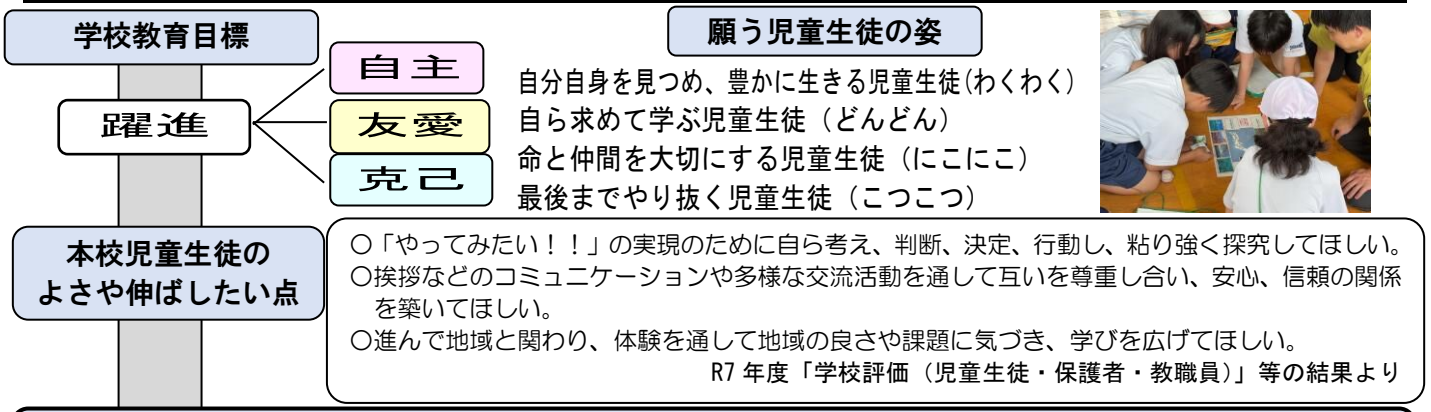 学校教育目標
躍進
自主
友愛
克己
願う児童生徒の姿
自分自身を見つめ、豊かに生きる児童生徒(わくわく)
自ら求めて学ぶ児童生徒（どんどん）
命と仲間を大切にする児童生徒（にこにこ）
最後までやり抜く児童生徒（こつこつ）
本校児童生徒の
よさや伸ばしたい点
○「やってみたい！！」の実現のために自ら考え、判断、決定、行動し、粘り強く探究してほしい。
○挨拶などのコミュニケーションや多様な交流活動を通して互いを尊重し合い、安心、信頼の関係
を築いてほしい。
○進んで地域と関わり、体験を通して地域の良さや課題に気づき、学びを広げてほしい。
R7 年度「学校評価（児童生徒・保護者・教職員）」等の結果より